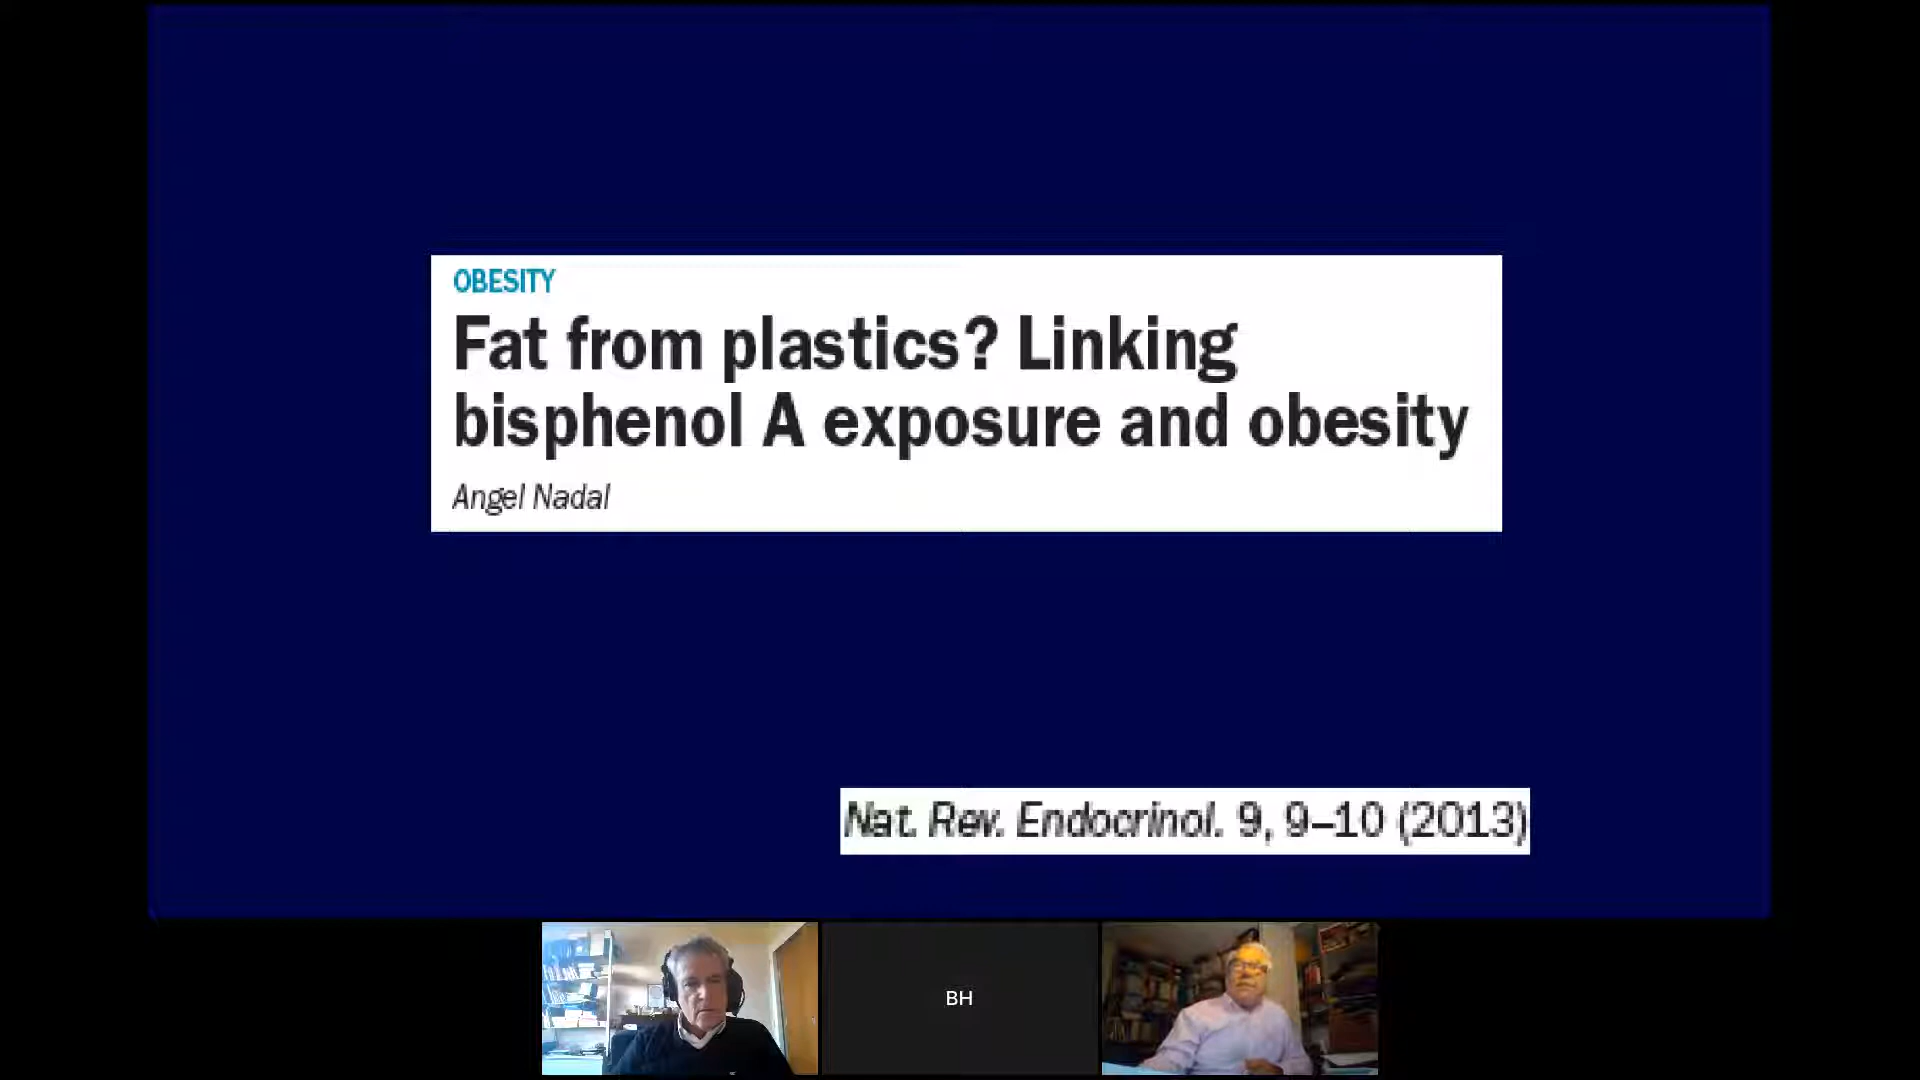 OBESITY
Fat from plastics? Linking
bisphenol A exposure and obesity
Angel Nadal
Nat. Rev. Endocrinol. 9, 9–10 (2013)
BH